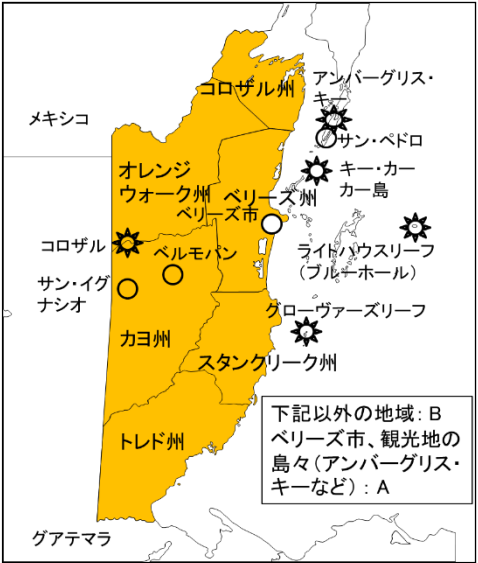 アンバーグリス・
キー
コロザル州
メキシコ
サン・ペドロ
オレンジ
ウォーク州
キー・カー
カー島
ベリーズ州
ベリーズ市
コロザル
ベルモパン
ライトハウスリーフ
（ブルーホール）
サン・イグ
ナシオ
グローヴァーズリーフ
カヨ州
スタンクリーク州
下記以外の地域：B
ベリーズ市、観光地の
島々（アンバーグリス・
キーなど）：A
トレド州
グアテマラ